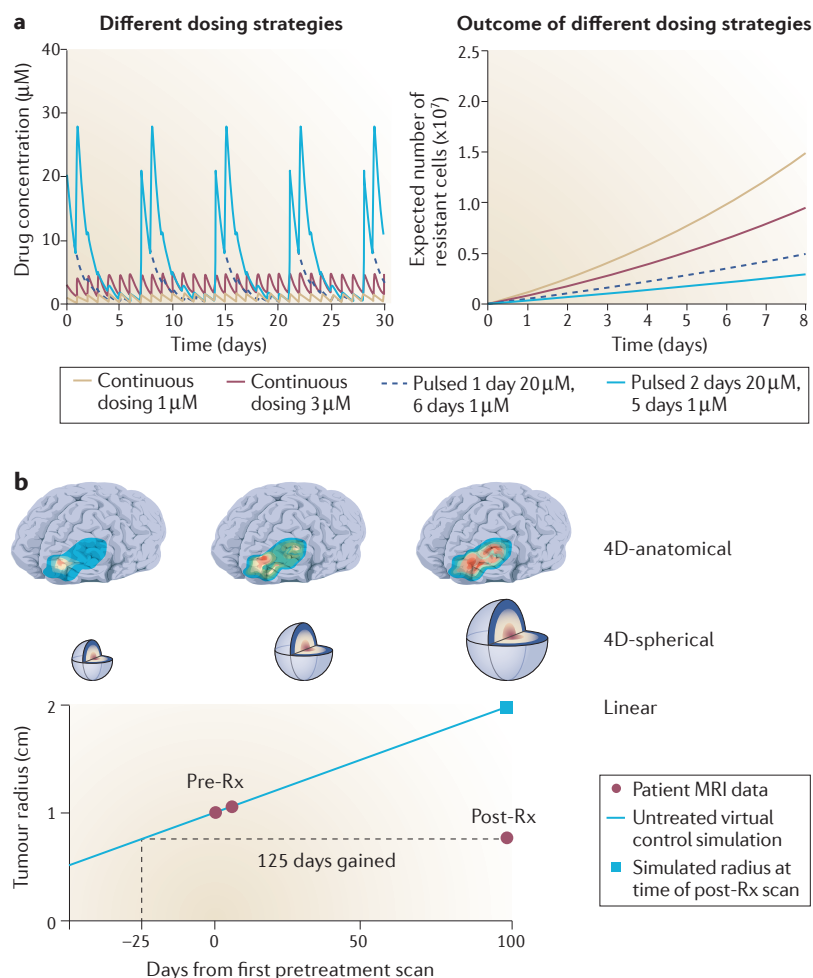 a
Different dosing strategies
Outcome of different dosing strategies
Drug concentration (μM)
40
30
20
10
0
0 5 10 15 20 25 30
Time (days)
Expected number of
resistant cells (x10⁷)
2.5
2.0
1.5
1.0
0.5
0
0 1 2 3 4 5 6 7 8
Time (days)
Continuous
dosing 1 μM
Continuous
dosing 3 μM
Pulsed 1 day 20 μM,
6 days 1 μM
Pulsed 2 days 20 μM,
5 days 1 μM
b
4D-anatomical
4D-spherical
Linear
Tumour radius (cm)
2
1
0
Pre-Rx
Post-Rx
125 days gained
–25 0 50 100
Days from first pretreatment scan
Patient MRI data
Untreated virtual
control simulation
Simulated radius at
time of post-Rx scan